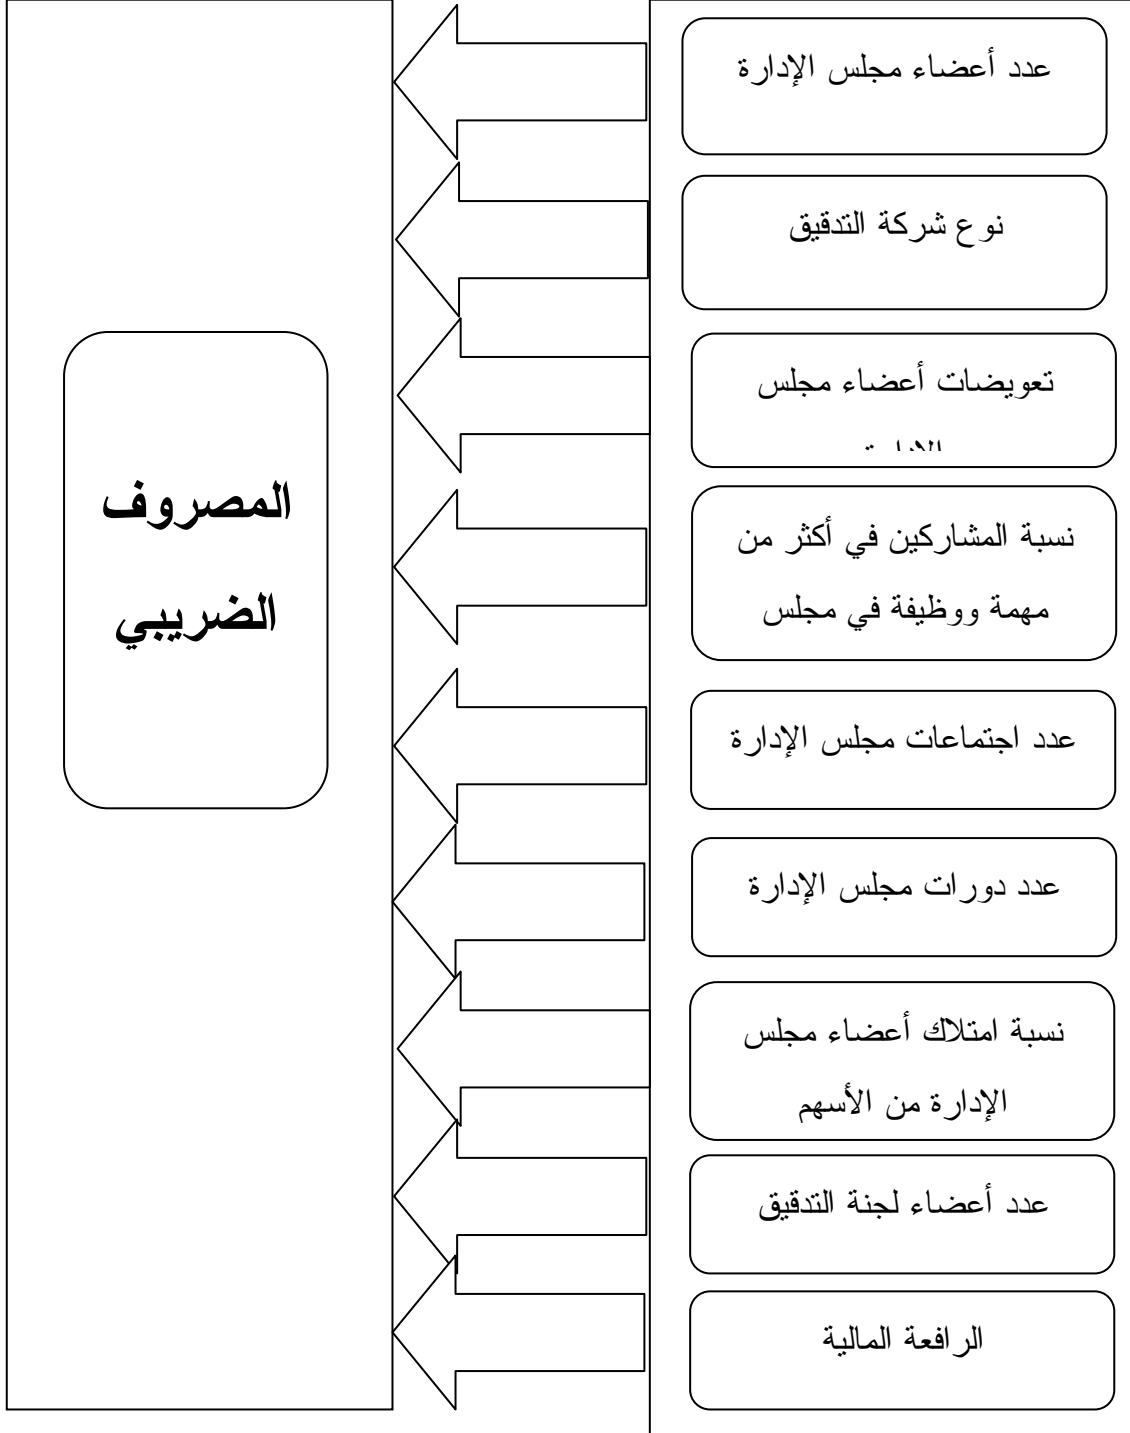 عدد أعضاء مجلس الإدارة
نوع شركة التدقيق
تعويضات أعضاء مجلس
نسبة المشاركين في أكثر من
مهمة ووظيفة في مجلس
عدد اجتماعات مجلس الإدارة
عدد دورات مجلس الإدارة
نسبة امتلاك أعضاء مجلس
الإدارة من الأسهم
عدد أعضاء لجنة التدقيق
الرافعة المالية
المصروف
الضريبي